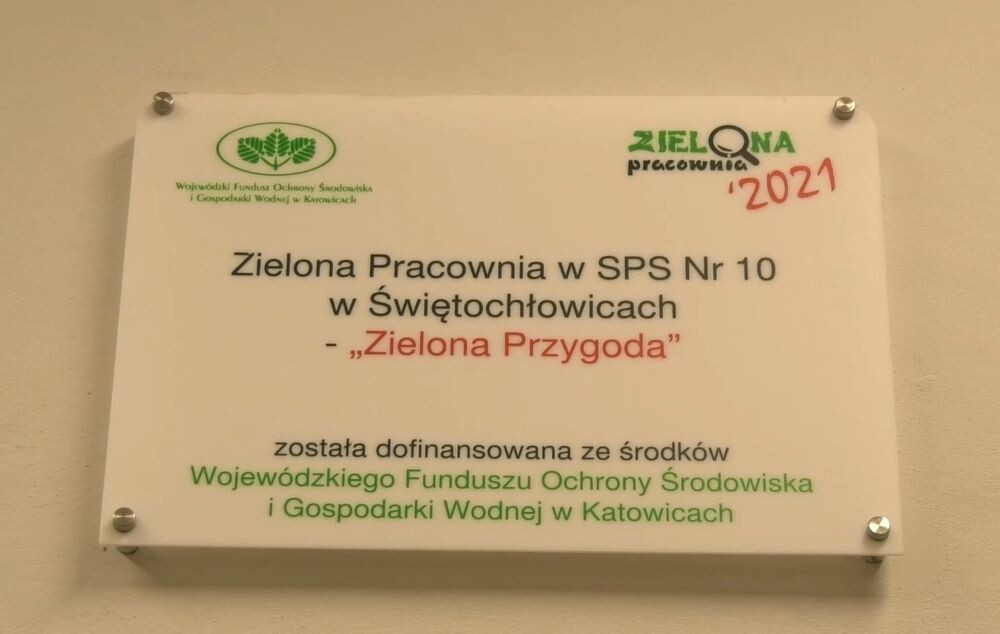 Wojewódzki Fundusz Ochrony Środowiska
i Gospodarki Wodnej w Katowicach
ZIELONA
pracownia
'2021
Zielona Pracownia w SPS Nr 10
w Świętochłowicach
- „Zielona Przygoda”
została dofinansowana ze środków
Wojewódzkiego Funduszu Ochrony Środowiska
i Gospodarki Wodnej w Katowicach